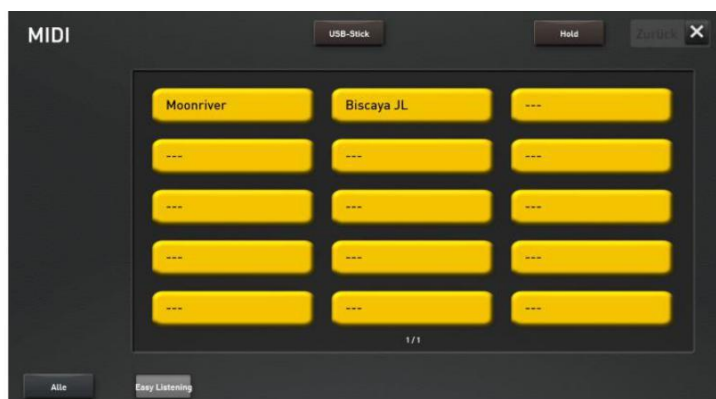 MIDI
USB-Stick
Hold
Zurück
Moonriver
Biscaya JL
---
---
---
---
---
---
---
---
---
---
---
---
---
1/1
Alle
Easy Listening